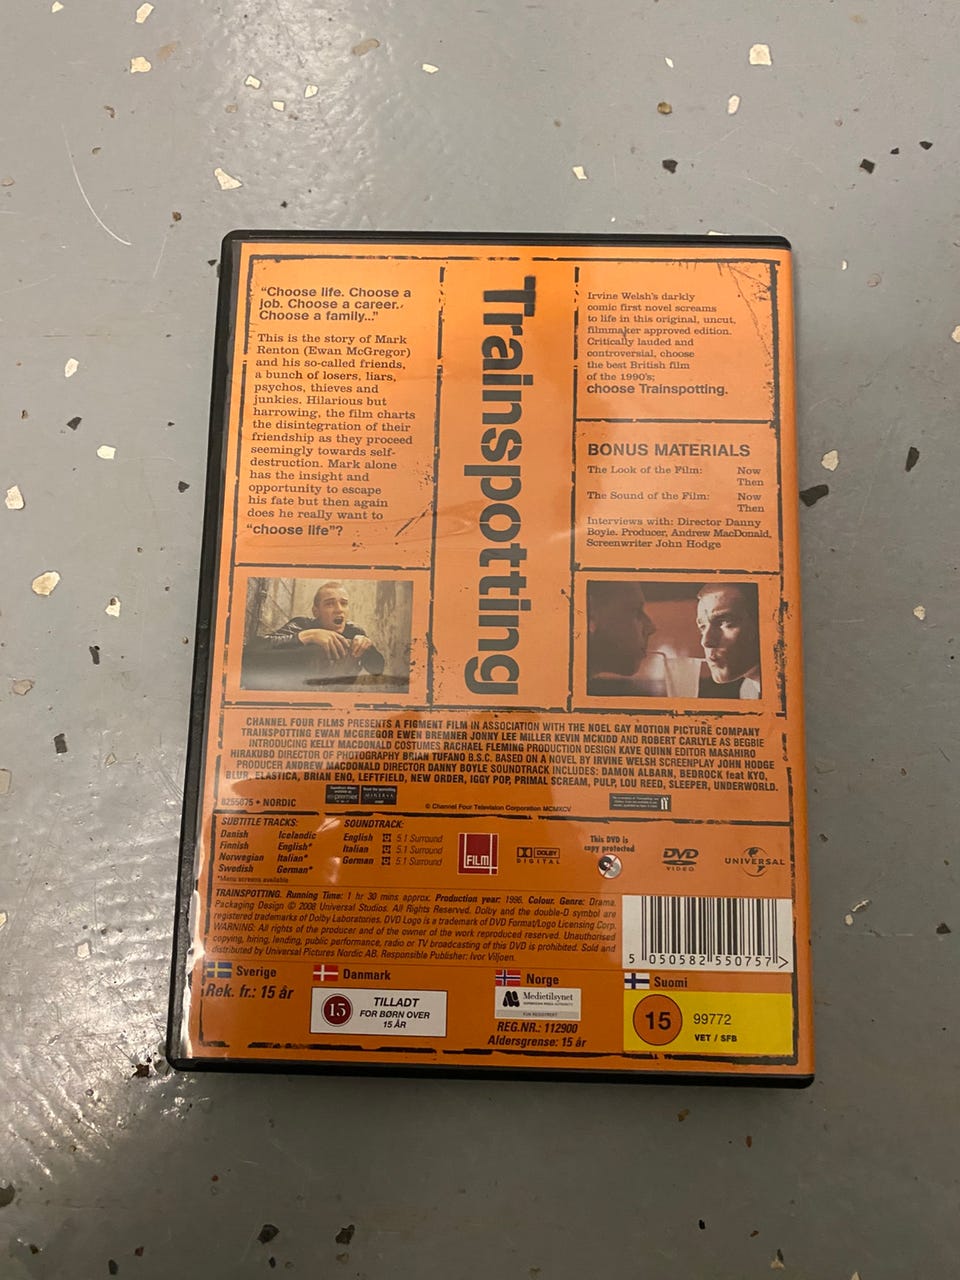 "Choose life. Choose a
job. Choose a career.
Choose a family..."
This is the story of Mark
Renton (Ewan McGregor)
and his so-called friends,
a bunch of losers, liars,
psychos, thieves and
junkies. Hilarious but
harrowing, the film charts
the disintegration of their
friendship as they proceed
seemingly towards self-
destruction. Mark alone
has the insight and
opportunity to escape
his fate but then again
does he really want to
"choose life"?
Trainspotting
Irvine Welsh's darkly
comic first novel screams
to life in this original, uncut,
filmmaker approved edition.
Critically lauded and
controversial, choose
the best British film
of the 1990's;
choose Trainspotting.
BONUS MATERIALS
The Look of the Film: Now
Then
The Sound of the Film: Now
Then
Interviews with: Director Danny
Boyle. Producer, Andrew MacDonald,
Screenwriter John Hodge
CHANNEL FOUR FILMS PRESENTS A FIGMENT FILM IN ASSOCIATION WITH THE NOEL GAY MOTION PICTURE COMPANY
TRAINSPOTTING EWAN MCGREGOR EWEN BREMNER JONNY LEE MILLER KEVIN MCKIDD AND ROBERT CARLYLE AS BEGBIE
INTRODUCING KELLY MACDONALD COSTUMES RACHAEL FLEMING PRODUCTION DESIGN KAVE QUINN EDITOR MASAHIRO
HIRAKUBO DIRECTOR OF PHOTOGRAPHY BRIAN TUFANO B.S.C. BASED ON A NOVEL BY IRVINE WELSH SCREENPLAY JOHN HODGE
PRODUCER ANDREW MACDONALD DIRECTOR DANNY BOYLE SOUNDTRACK INCLUDES: DAMON ALBARN, BEDROCK feat KYO,
BLUR, ELASTICA, BRIAN ENO, LEFTFIELD, NEW ORDER, IGGY POP, PRIMAL SCREAM, PULP, LOU REED, SLEEPER, UNDERWORLD.
8255075 • NORDIC
© Channel Four Television Corporation MCMXCV
ff
SUBTITLE TRACKS:
Danish Icelandic
Finnish English*
Norwegian Italian*
Swedish German*
*Menu screens available
SOUNDTRACK:
English 5.1 Surround
Italian 5.1 Surround
German 5.1 Surround
FILM
DOLBY
DIGITAL
This DVD is
copy protected
DVD
VIDEO
UNIVERSAL
TRAINSPOTTING. Running Time: 1 hr 30 mins approx. Production year: 1996. Colour. Genre: Drama.
Packaging Design © 2008 Universal Studios. All Rights Reserved. Dolby and the double-D symbol are
registered trademarks of Dolby Laboratories. DVD Logo is a trademark of DVD Format/Logo Licensing Corp.
WARNING: All rights of the producer and of the owner of the work reproduced reserved. Unauthorised
copying, hiring, lending, public performance, radio or TV broadcasting of this DVD is prohibited. Sold and
distributed by Universal Pictures Nordic AB. Responsible Publisher: Ivor Viljoen.
5 050582 550757 >
Sverige
Rek. fr.: 15 år
Danmark
15
TILLADT
FOR BØRN OVER
15 ÅR
Norge
Medietilsynet
NORWEGIAN MEDIA AUTHORITY
REG.NR.: 112900
Aldersgrense: 15 år
Suomi
15
99772
VET / SFB